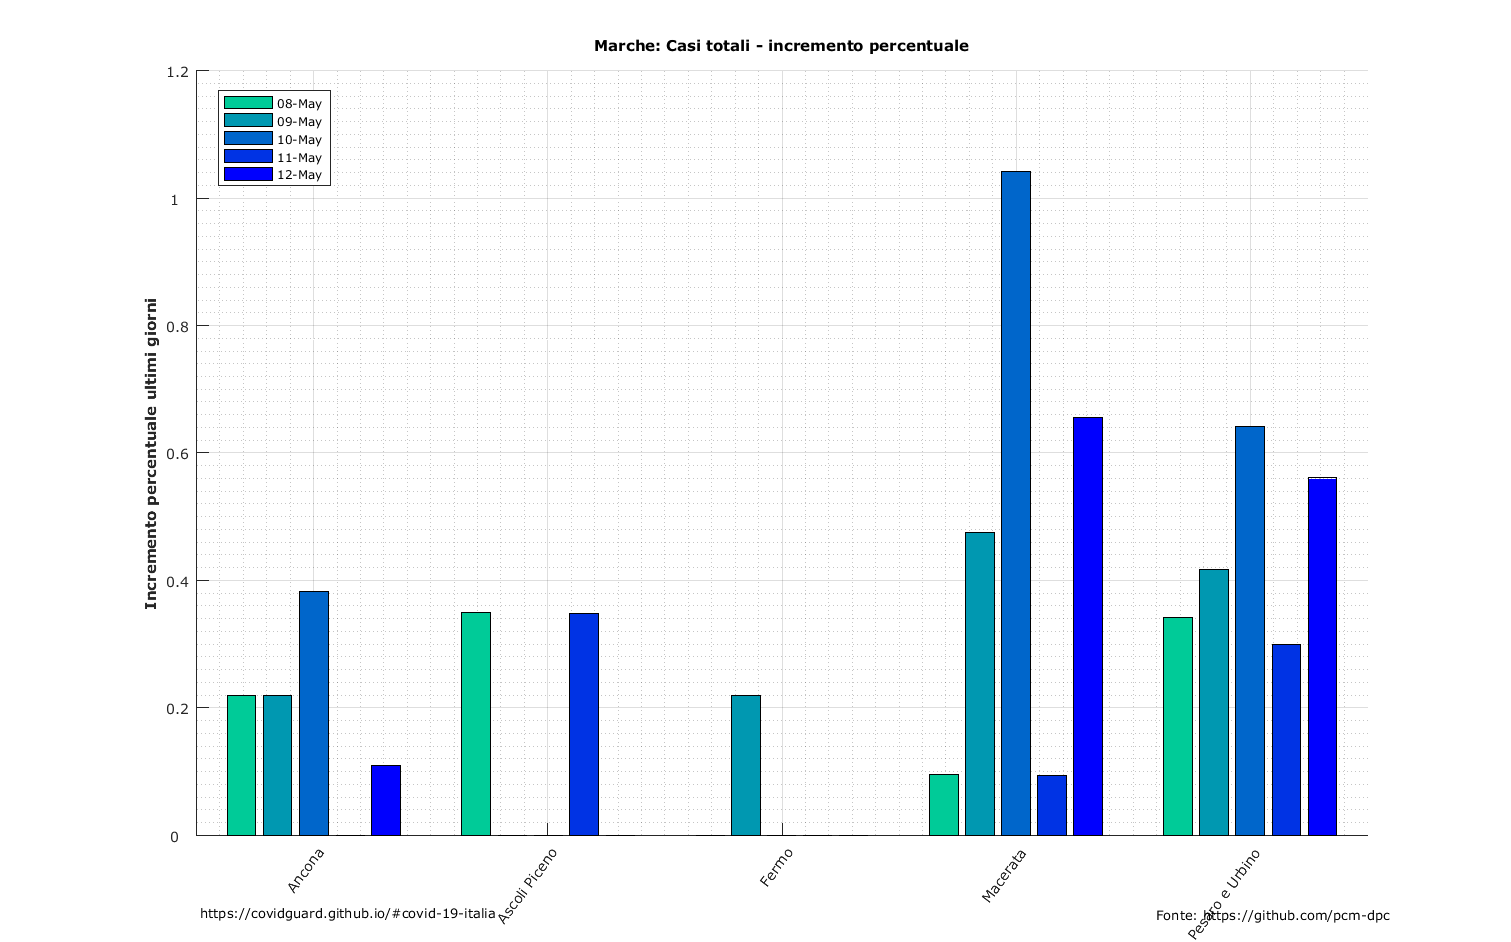 Marche: Casi totali - incremento percentuale
1.2
1
0.8
0.6
0.4
0.2
0
Incremento percentuale ultimi giorni
08-May
09-May
10-May
11-May
12-May
Ancona
Ascoli Piceno
Fermo
Macerata
Pesaro e Urbino
https://covidguard.github.io/#covid-19-italia
Fonte: https://github.com/pcm-dpc